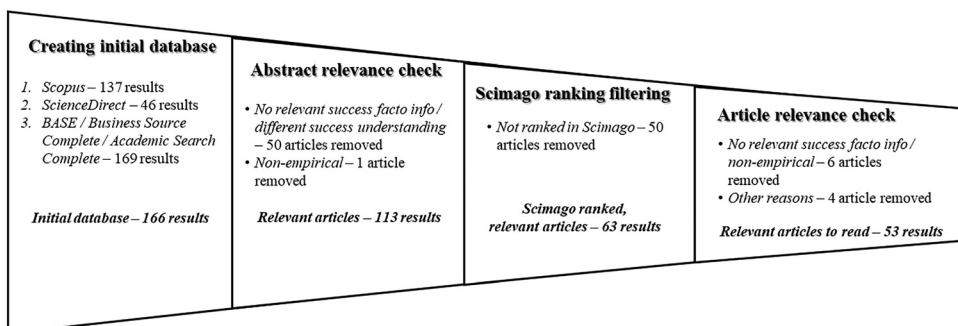 Creating initial database
1. Scopus – 137 results
2. ScienceDirect – 46 results
3. BASE / Business Source
Complete / Academic Search
Complete – 169 results
Initial database – 166 results
Abstract relevance check
• No relevant success facto info /
different success understanding
– 50 articles removed
• Non-empirical – 1 article
removed
Relevant articles – 113 results
Scimago ranking filtering
• Not ranked in Scimago – 50
articles removed
Scimago ranked,
relevant articles – 63 results
Article relevance check
• No relevant success facto info /
non-empirical – 6 articles
removed
• Other reasons – 4 article removed
Relevant articles to read – 53 results